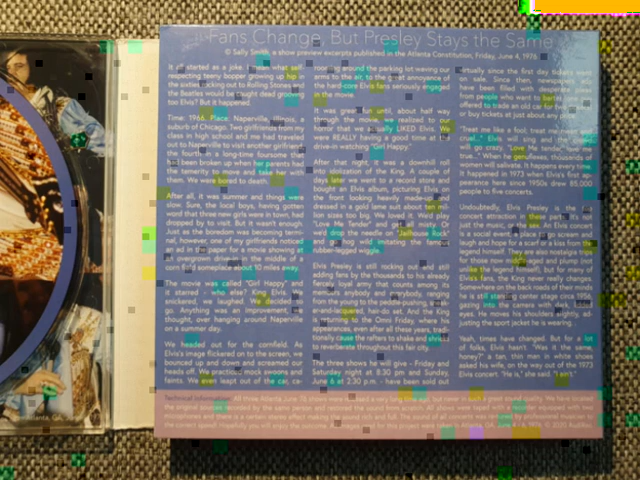 Fans Change, But Presley Stays the Same
© Sally Smith, a show preview excerpts published in the Atlanta Constitution, Friday, June 4, 1976
It all started as a joke. I mean what self-
respecting teeny bopper growing up hip in
the sixties, sticking out to Rolling Stones and
the Beatles would be caught dead grooving
too Elvis? But it happened.
Time: 1966. Place: Naperville, Illinois, a
suburb of Chicago. Two girlfriends from my
class in high school and me had traveled
out to Naperville to visit another girlfriend,
the fourth in a long-time foursome that
had been broken up when her parents had
the temerity to move and take her with
them. We were bored to death.
After all, it was summer and things were
slow. Sure, the local boys, having gotten
word that three new girls were in town, had
dropped by to visit. But it wasn't enough.
Just as the boredom was becoming termi-
nal, however, one of my girlfriends noticed
an ad in the paper for a movie showing at
an overgrown drive-in in the middle of a
corn field someplace about 10 miles away.
The movie was called "Girl Happy" and
it starred - who else? King Elvis. We
snickered, we laughed. We decided to
go. Anything was an improvement, we
thought, over hanging around Naperville
on a summer day.
We headed out for the cornfield. As
Elvis's image flickered on to the screen, we
bounced up and down and screamed our
heads off. We practiced mock swoons and
faints. We even leapt out of the car, ca-
around the parking lot waving our
arms to the air, to the great annoyance of
the hard-core Elvis fans seriously engaged
in the movie.
It was great fun until, about half way
through the movie, we realized to our
horror that we actually LIKED Elvis. We
were REALLY having a good time at the
drive-in watching "Girl Happy."
After that night, it was a downhill roll
into idolization of the King. A couple of
days later we went to a record store and
bought an Elvis album, picturing Elvis on
the front looking heavily made-up and
dressed in a gold lame suit about ten mil-
lion sizes too big. We loved it. We'd play
"Love Me Tender" and get all misty. Or
we'd drop the needle on "Jailhouse Rock"
and go hog wild imitating the famed
rubber-legged wiggle.
Elvis Presley is still rocking out and still
adding fans by the thousands to his already
fiercely loyal army that counts among its
members anybody and everybody, ranging
from the young to the peddle-pushing, break-
and-lacquered, hair-do set. And the King
is returning to the Omni Friday, where his
appearances, even after all these years, tradi-
tionally cause the rafters to shake and
to reverberate throughout this fair city.
The three shows he will give - Friday and
Saturday night at 8:30 pm and Sunday,
June 6 at 2:30 p.m. - have been sold out
virtually since the first day tickets went
on sale. Since then, newspaper
have been filled with desperate pleas
from people who want to barter
offered to trade an old car for five
or buy tickets at just about any price.
"Treat me like a fool, treat me mean and
cruel..." Elvis will sing and the crowd
will go crazy. "Love Me tender, love me
true..." When he genuflexes, thousands of
women will salivate. It happens every time.
It happened in 1973 when Elvis's first ap-
pearance here since 1950s drew 85,000
people to five concerts.
Undoubtedly, Elvis Presley is the
concert attraction in these parts. It's not
just the music, or the sex. An Elvis concert
is a social event, a place to go scream and
laugh and hope for a scarf or a kiss from the
legend himself. They are also nostalgia trips
for those now aged and plump (not
unlike the legend himself), but for many of
Elvis's fans, the King never really changes.
Somewhere on the back roads of their minds
he is still standing center stage circa 1956,
gazing into the cameras with dark, lined
eyes. He moves his shoulders nightly, ad-
justing the sport jacket he is wearing.
Yeah, times have changed. But for a lot
of folks, Elvis hasn't. "Was it the same,
honey?" a ten, thin man in white shoes
asked his wife, on the way out of the 1973
Elvis concert. "He is," she said. "I ain't."
Technical information: